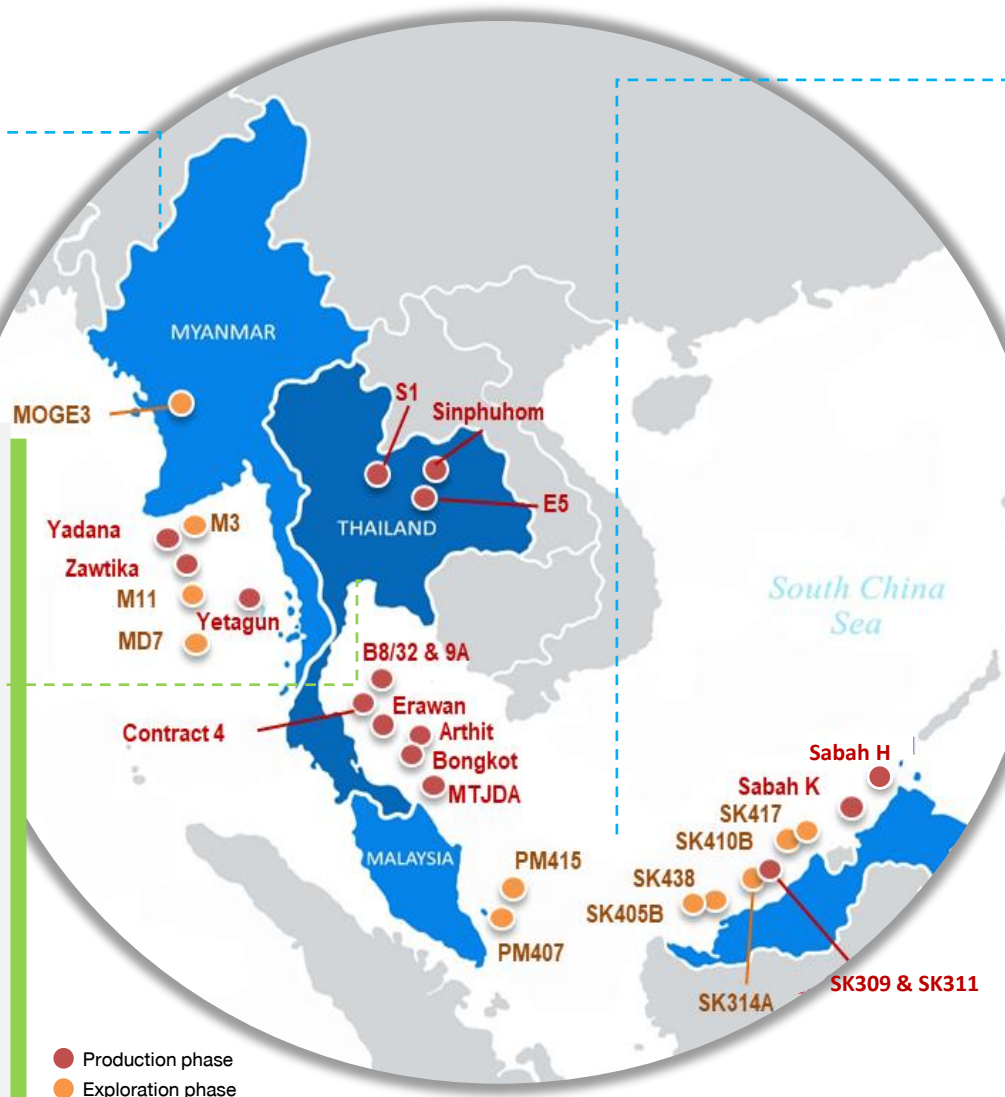 MYANMAR
MOGE3
S1
Sinphuhom
E5
THAILAND
M3
Yadana
Zawtika
M11
Yetagun
MD7
South China
Sea
B8/32 & 9A
Erawan
Contract 4
Arthit
Bongkot
MTJDA
Sabah H
Sabah K
SK417
SK410B
MALAYSIA
PM415
SK438
SK405B
PM407
SK309 & SK311
SK314A
Production phase
Exploration phase